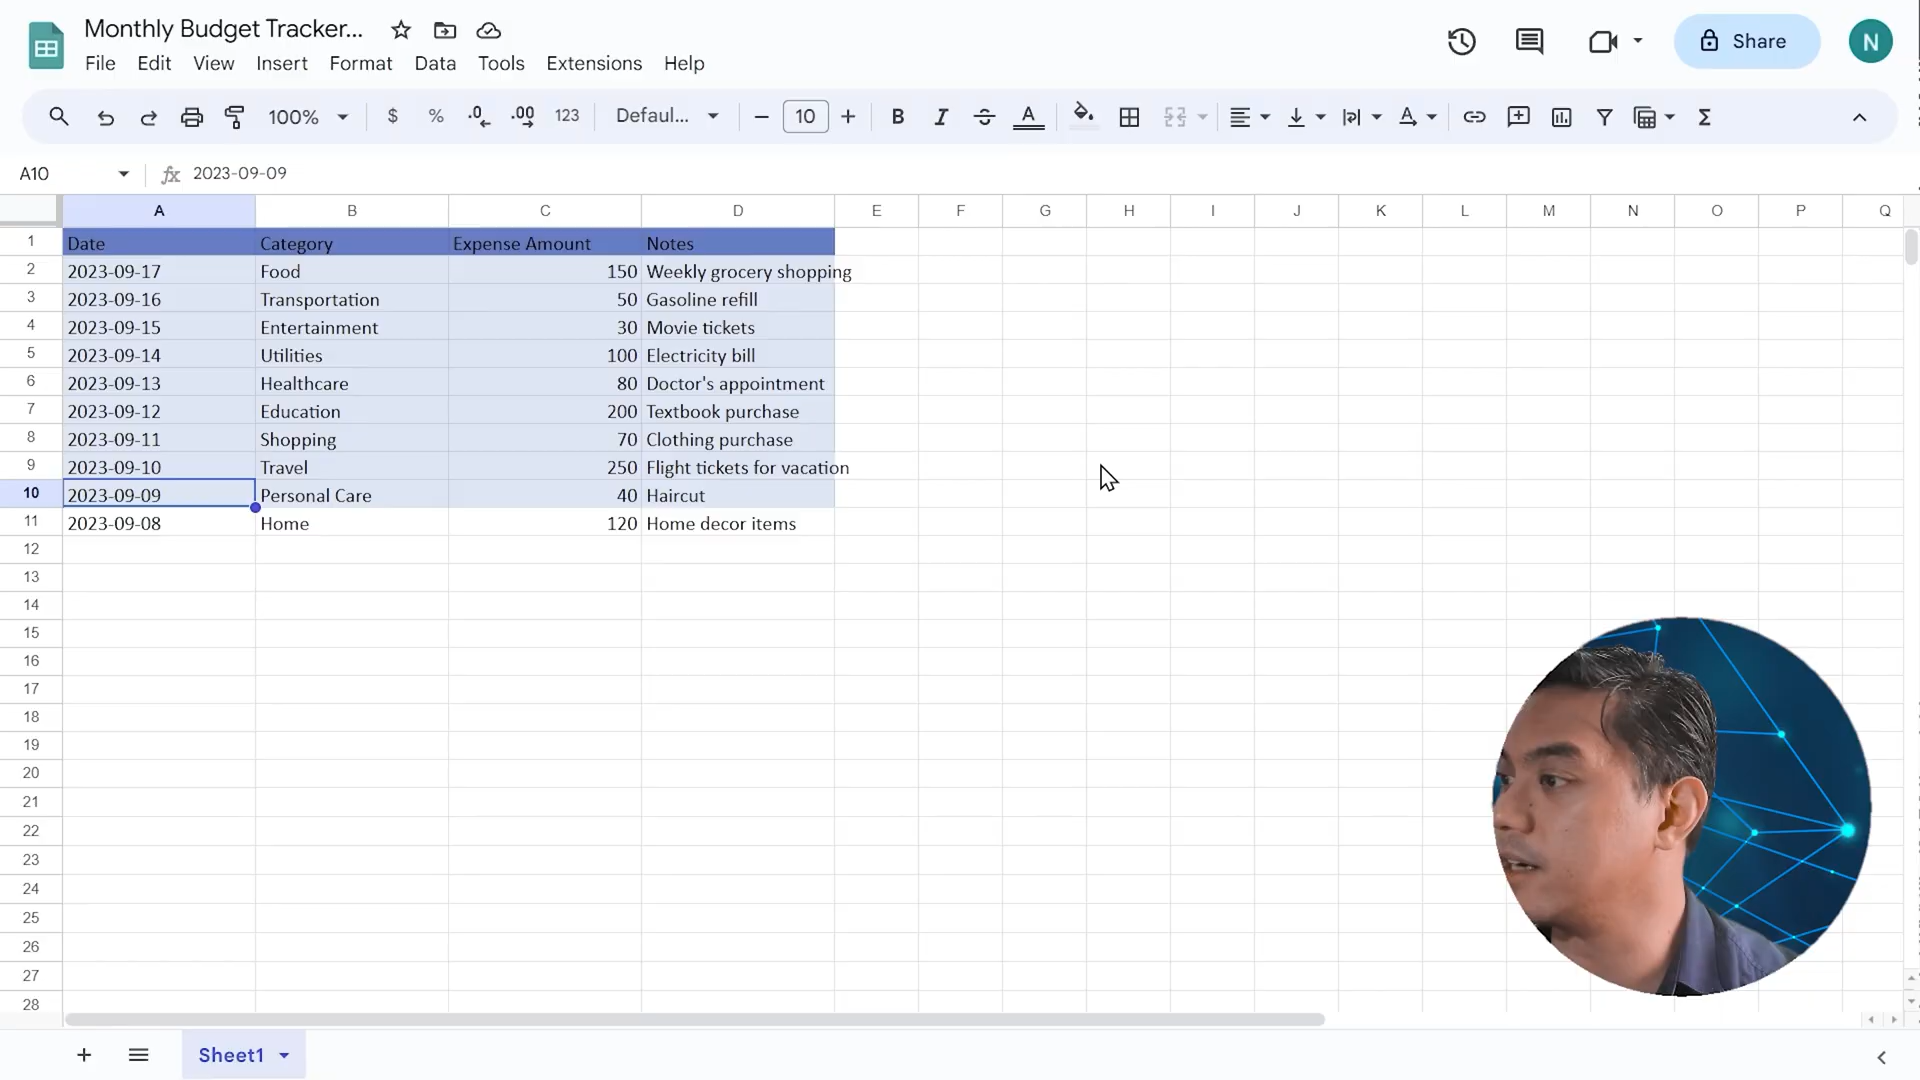 Monthly Budget Tracker...
File Edit View Insert Format Data Tools Extensions Help
Share
N
100% $ % .0 .00 123 Defaul... 10 B I A
A10 fx 2023-09-09
A B C D E F G H I J K L M N O P Q
1 Date Category Expense Amount Notes
2 2023-09-17 Food 150 Weekly grocery shopping
3 2023-09-16 Transportation 50 Gasoline refill
4 2023-09-15 Entertainment 30 Movie tickets
5 2023-09-14 Utilities 100 Electricity bill
6 2023-09-13 Healthcare 80 Doctor's appointment
7 2023-09-12 Education 200 Textbook purchase
8 2023-09-11 Shopping 70 Clothing purchase
9 2023-09-10 Travel 250 Flight tickets for vacation
10 2023-09-09 Personal Care 40 Haircut
11 2023-09-08 Home 120 Home decor items
12
13
14
15
16
17
18
19
20
21
22
23
24
25
26
27
28
Sheet1